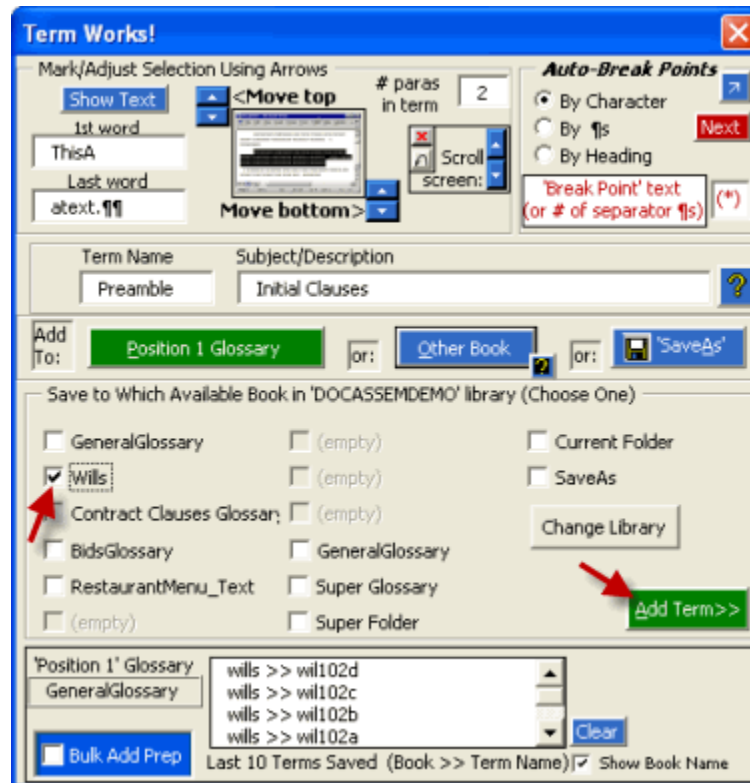 Term Works!
Mark/Adjust Selection Using Arrows
Show Text
1st word
ThisA
Last word
atext.¶¶
<Move top
Move bottom>
# paras
in term
2
Scroll
screen:
Auto-Break Points
By Character
By ¶s
By Heading
Next
'Break Point' text
(or # of separator ¶s)
(*)
Term Name
Subject/Description
Preamble
Initial Clauses
?
Add
To:
Position 1 Glossary
or:
Other Book
?
or:
'SaveAs'
Save to Which Available Book in 'DOCASSEMDEMO' library (Choose One)
GeneralGlossary
(empty)
Current Folder
Wills
(empty)
SaveAs
Contract Clauses Glossary
(empty)
Change Library
BidsGlossary
GeneralGlossary
RestaurantMenu_Text
Super Glossary
Add Term>>
(empty)
Super Folder
'Position 1' Glossary
GeneralGlossary
wills >> wil102d
wills >> wil102c
wills >> wil102b
wills >> wil102a
Clear
Bulk Add Prep
Last 10 Terms Saved (Book >> Term Name)
Show Book Name